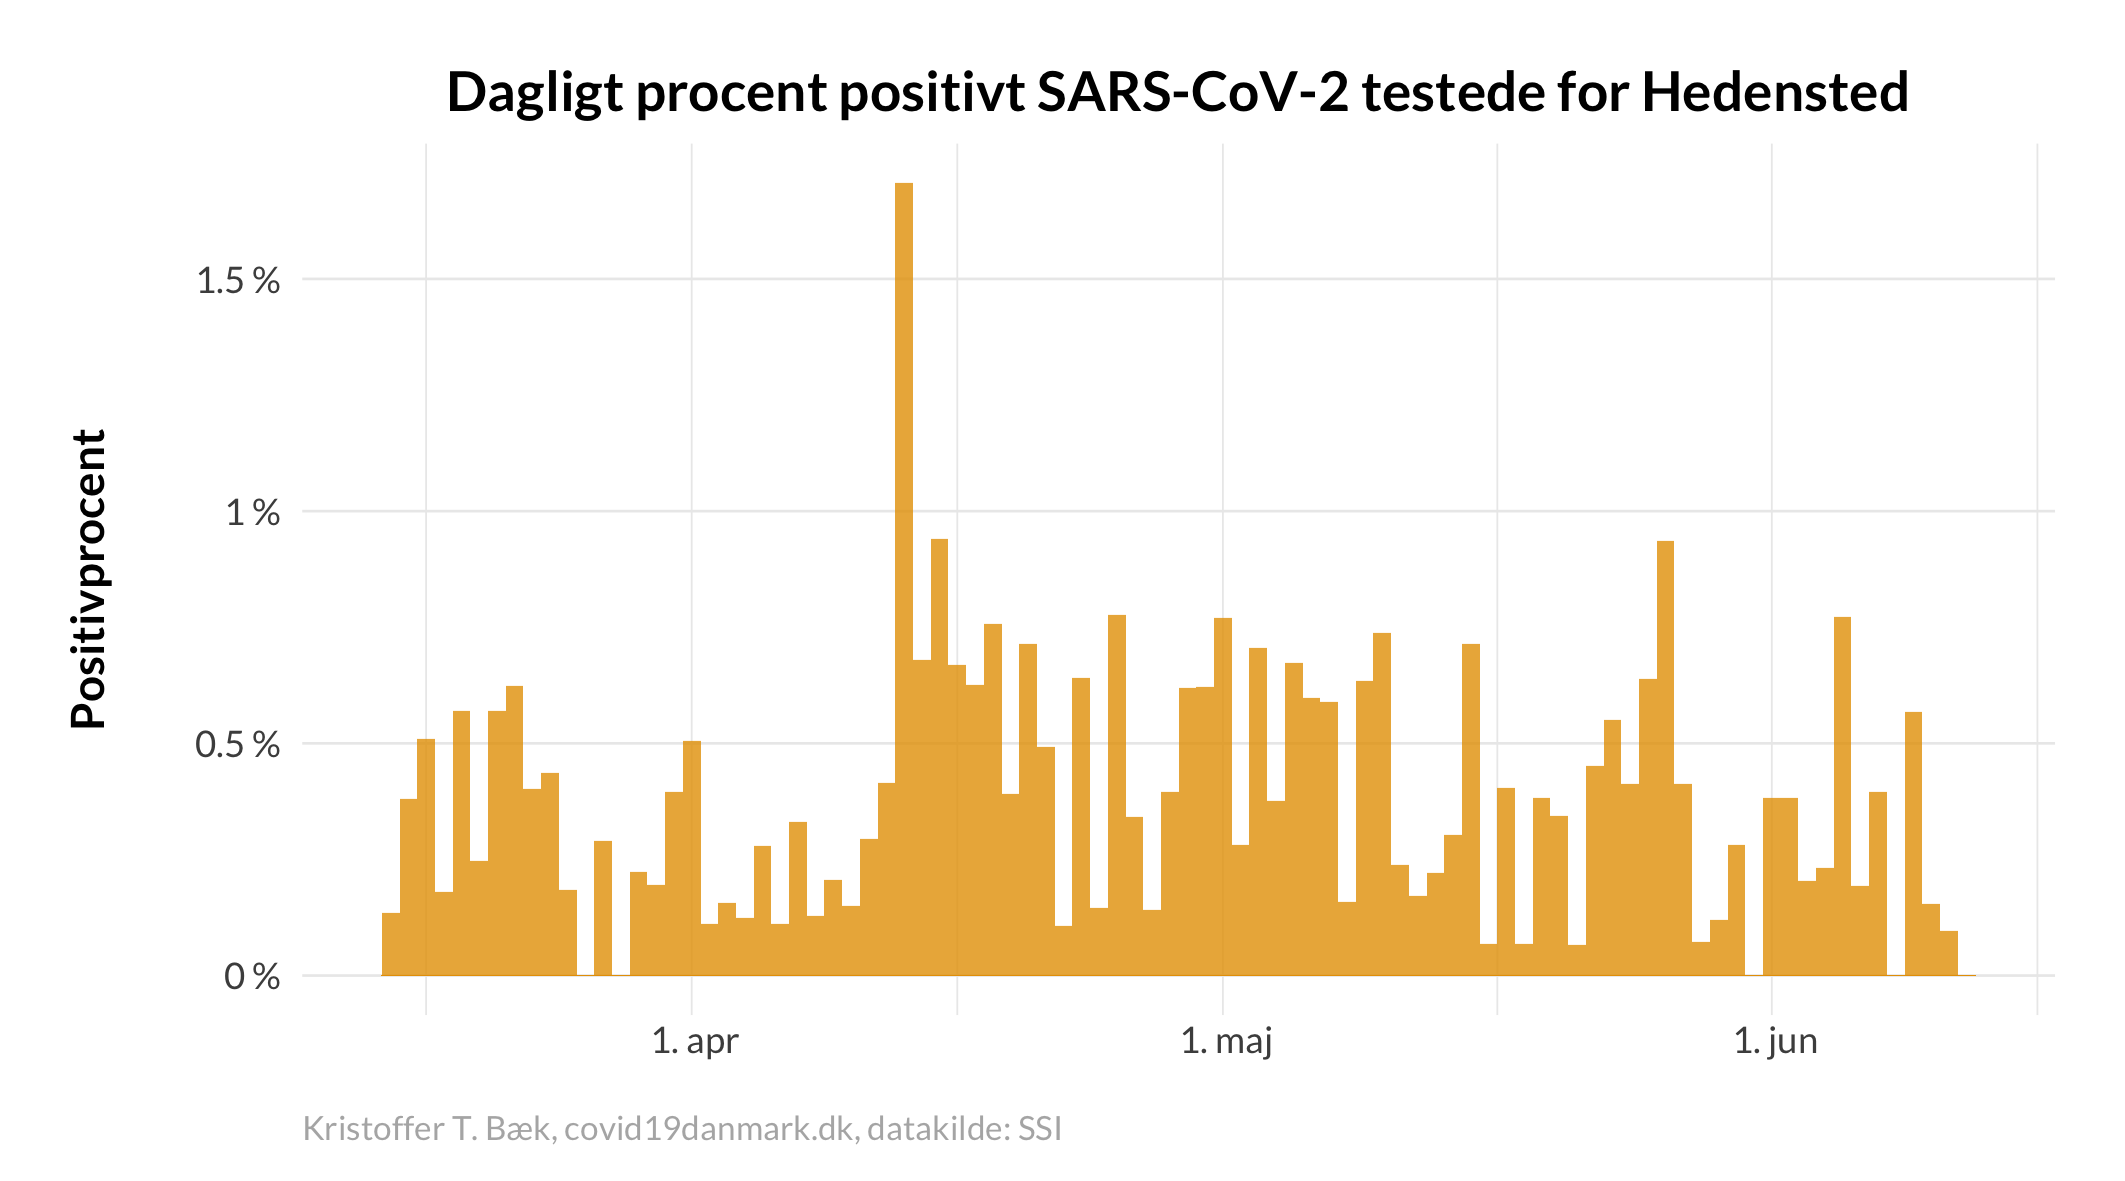 Dagligt procent positivt SARS-CoV-2 testede for Hedensted
Positivprocent
1.5 %
1 %
0.5 %
0 %
1. apr
1. maj
1. jun
Kristoffer T. Bæk, covid19danmark.dk, datakilde: SSI